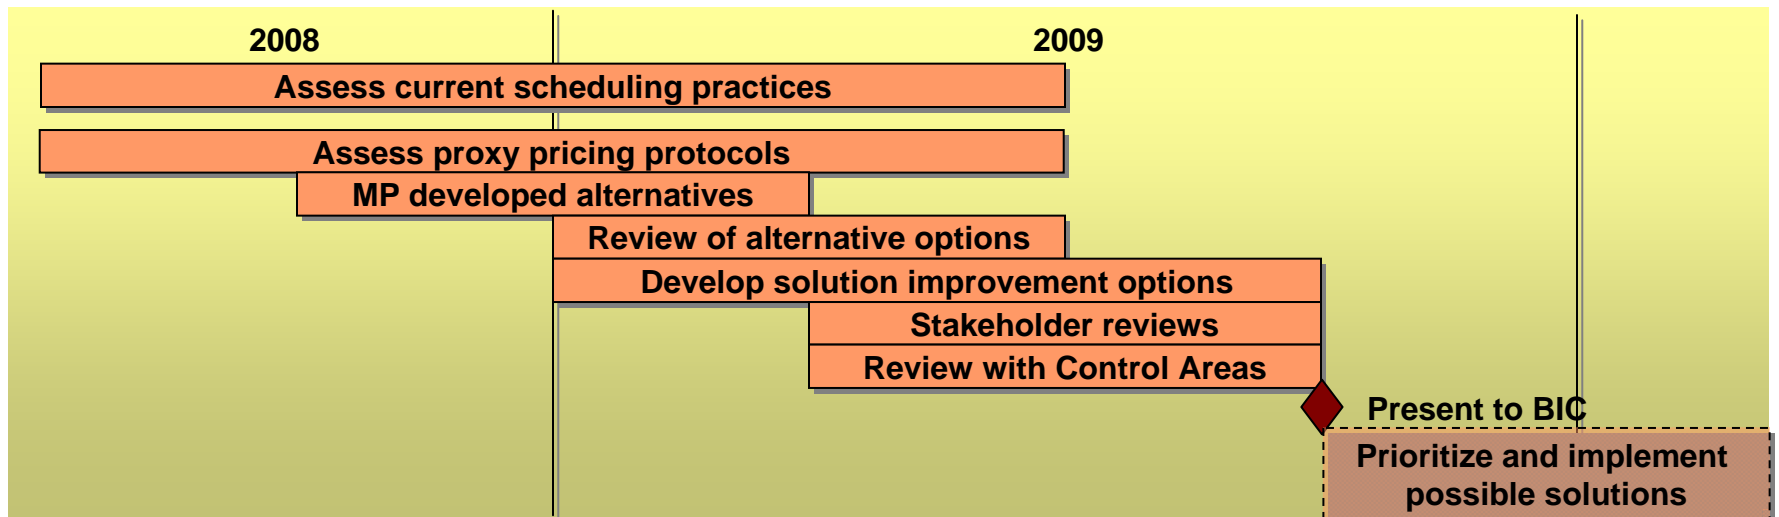 2008
2009
Assess current scheduling practices
Assess proxy pricing protocols
MP developed alternatives
Review of alternative options
Develop solution improvement options
Stakeholder reviews
Review with Control Areas
Present to BIC
Prioritize and implement
possible solutions